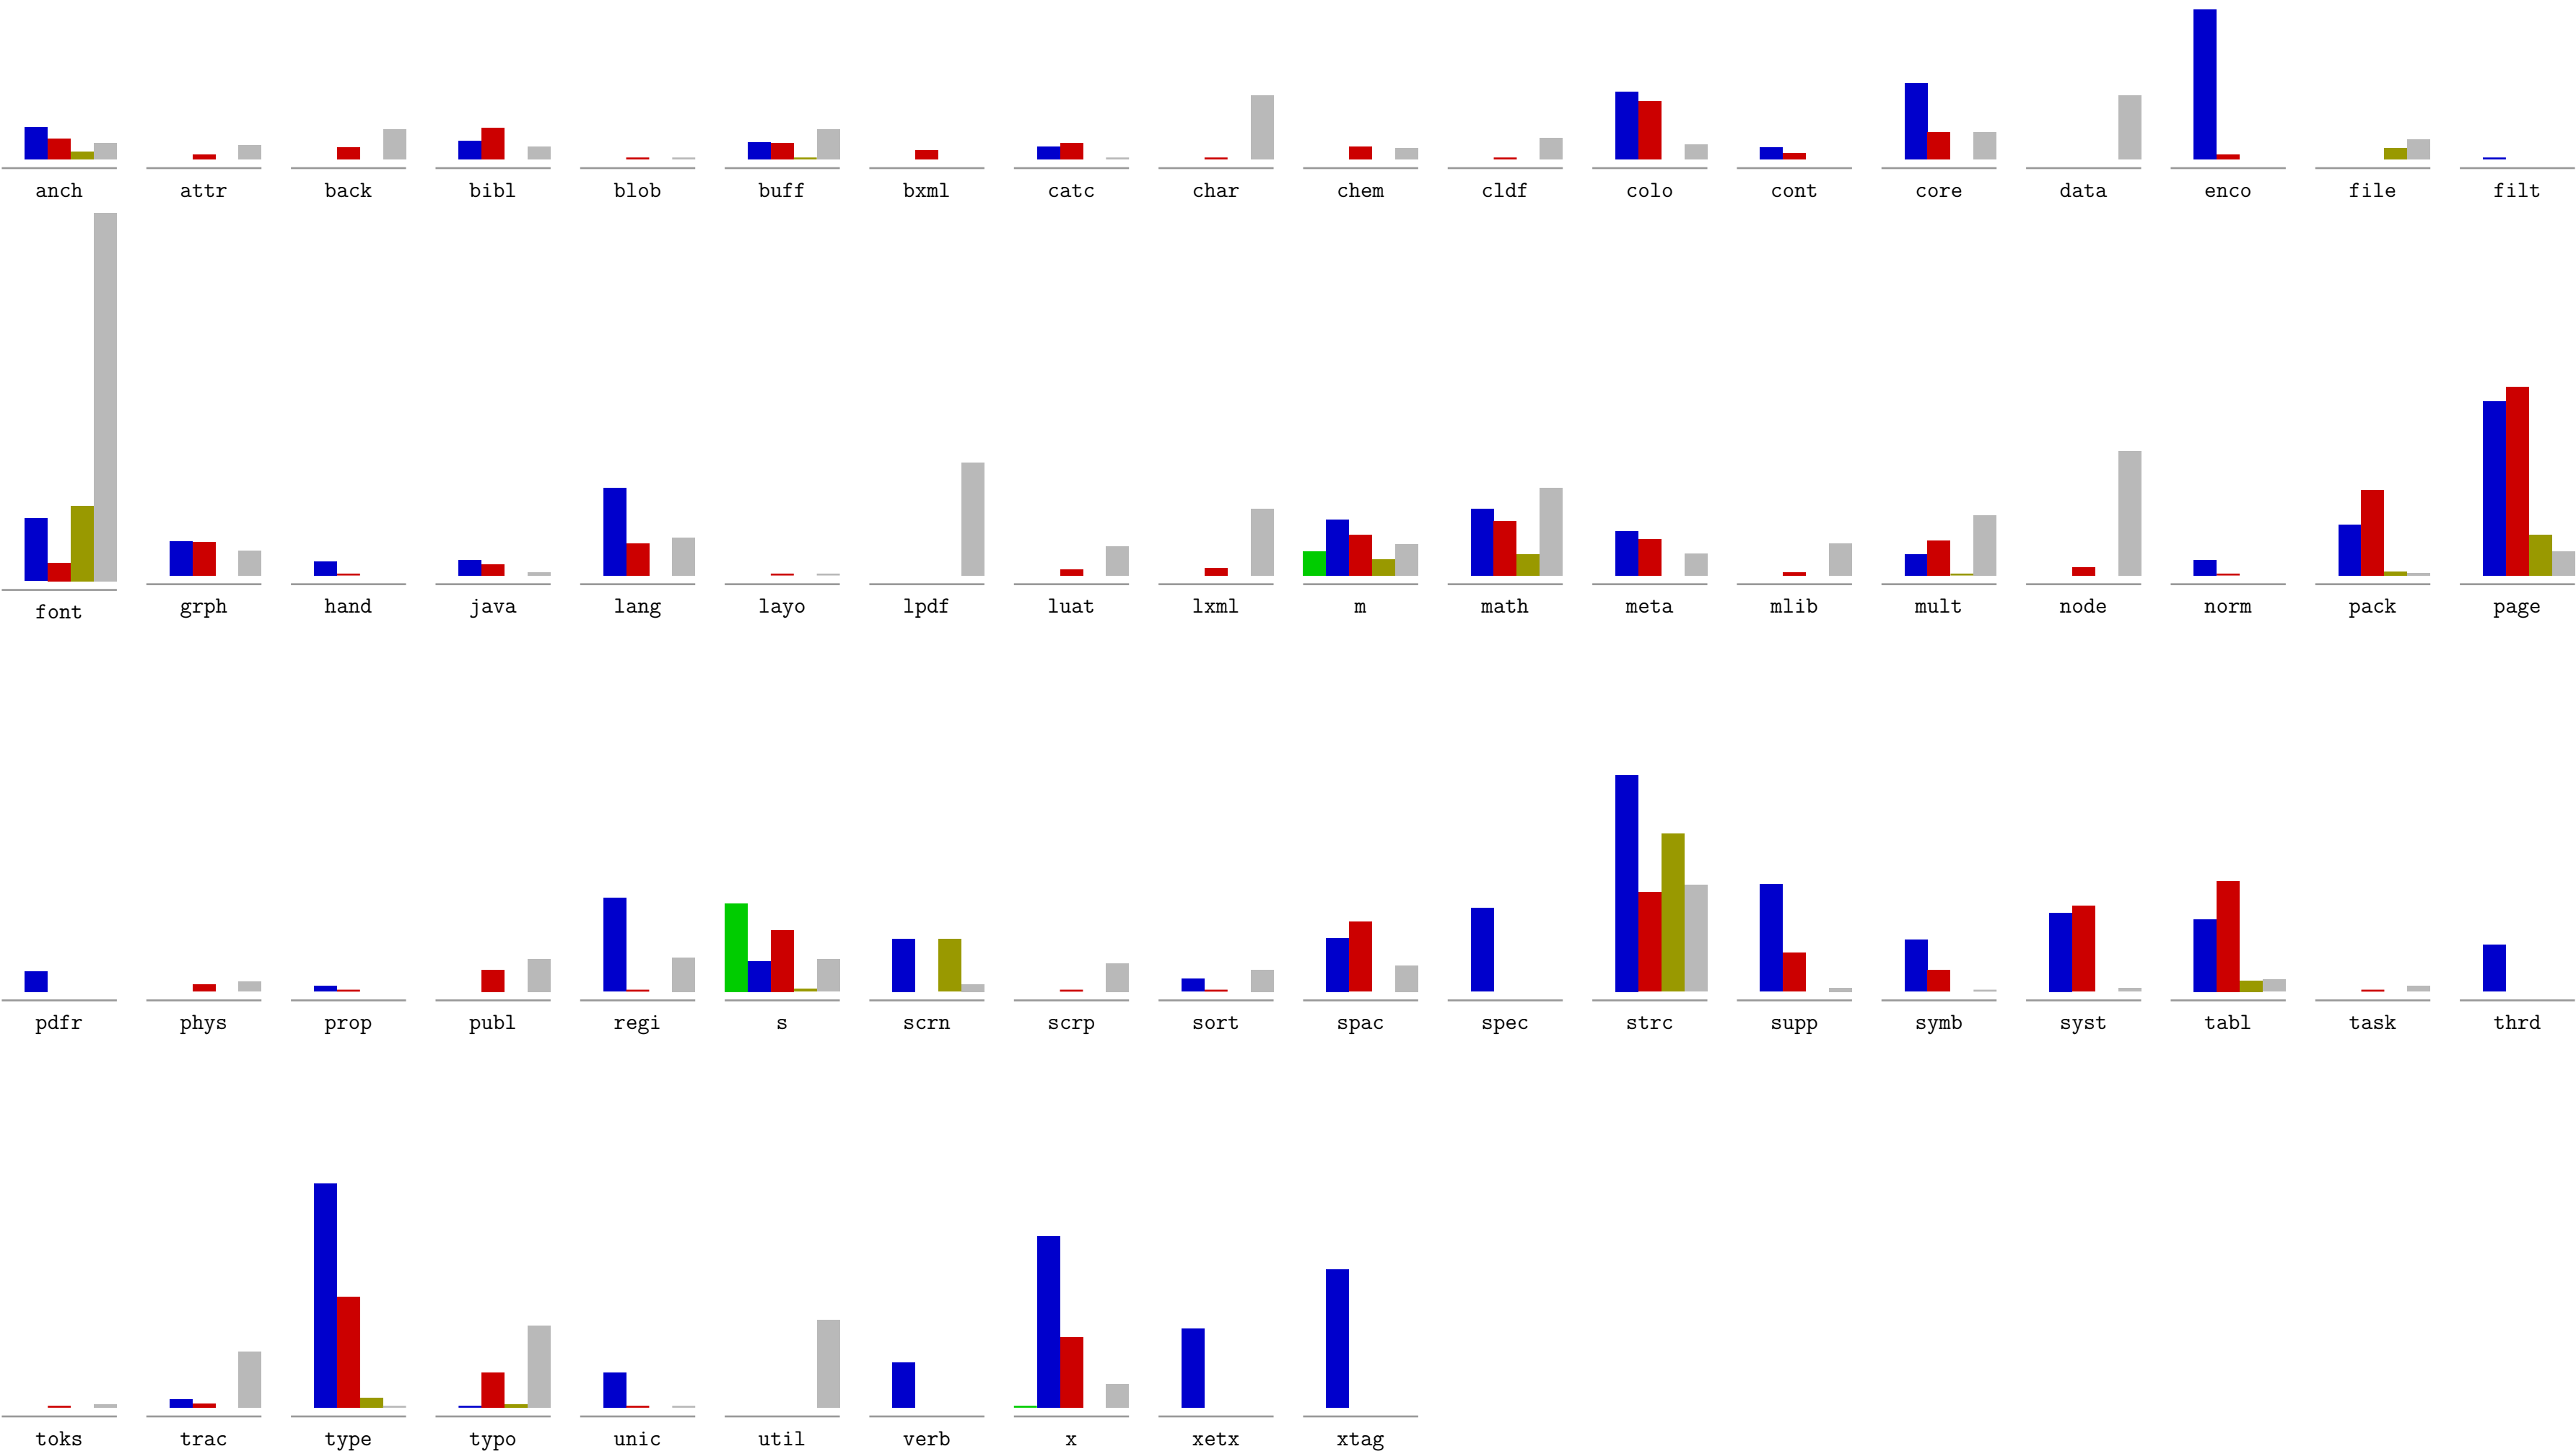 anch attr back bibl blob buff bxml catc char chem cldf colo cont core data enco file filt
font grph hand java lang layo lpdf luat lxml m math meta mlib mult node norm pack page
pdfr phys prop publ regi s scrn scrp sort spac spec strc supp symb syst tabl task thrd
toks trac type typo unic util verb x xetx xtag